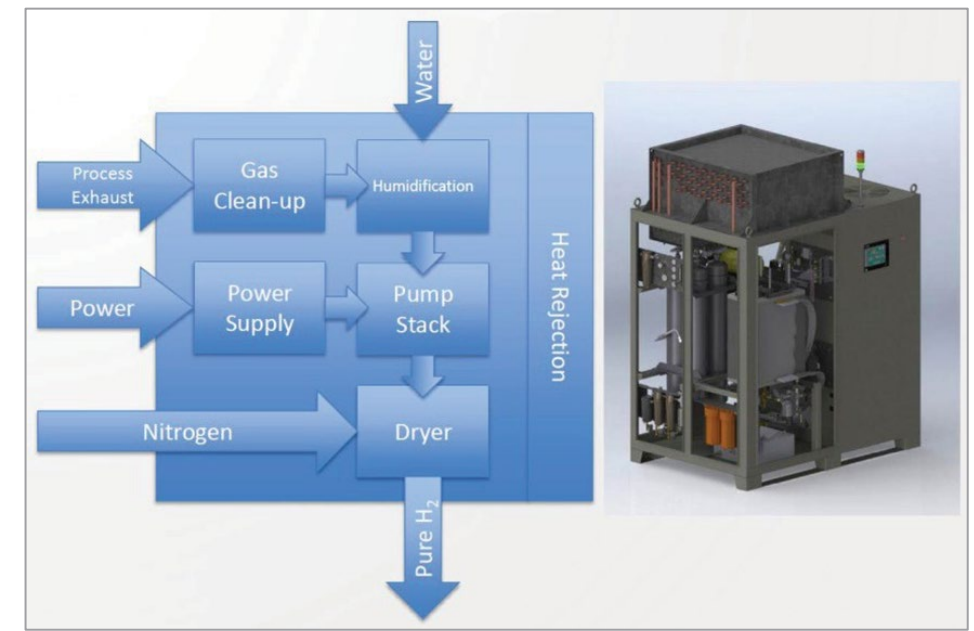 Water
Process
Exhaust
Gas
Clean-up
Humidification
Heat Rejection
Power
Power
Supply
Pump
Stack
Nitrogen
Dryer
Pure H₂